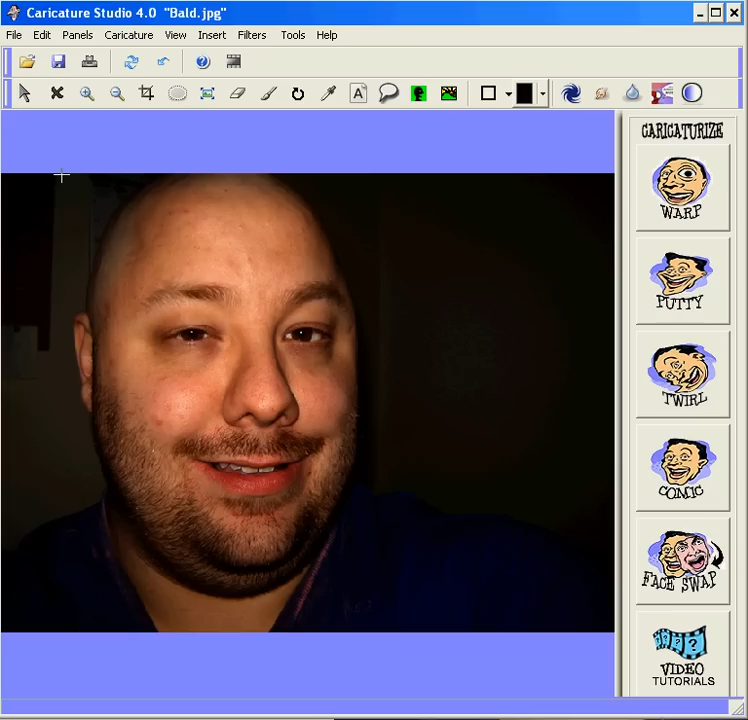 Caricature Studio 4.0 "Bald.jpg"
File Edit Panels Caricature View Insert Filters Tools Help
A
CARICATURIZE
WARP
PUTTY
TWIRL
COMIC
FACE SWAP
???
VIDEO
TUTORIALS